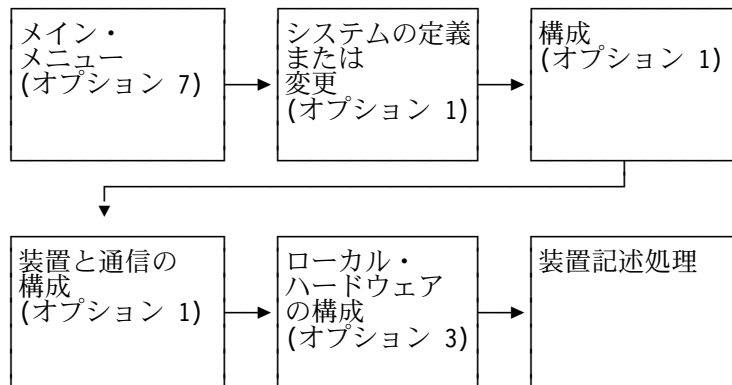 メイン・
メニュー
(オプション 7)
システムの定義
または
変更
(オプション 1)
構成
(オプション 1)
装置と通信の
構成
(オプション 1)
ローカル・
ハードウェア
の構成
(オプション 3)
装置記述処理